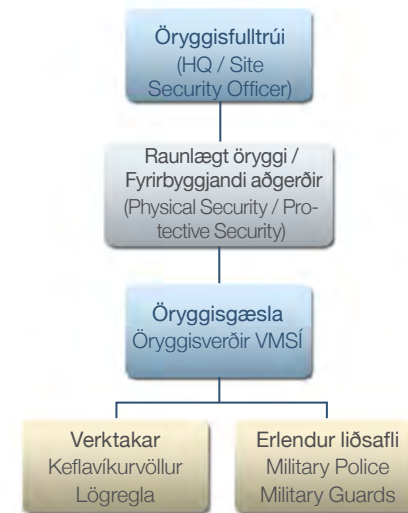 Öryggisfulltrúi
(HQ / Site
Security Officer)
Raunlægt öryggi /
Fyrirbyggjandi aðgerðir
(Physical Security / Pro-
tective Security)
Öryggisgæsla
Öryggisverðir VMSÍ
Verktakar
Keflavíkurvöllur
Lögregla
Erlendur liðsafli
Military Police
Military Guards